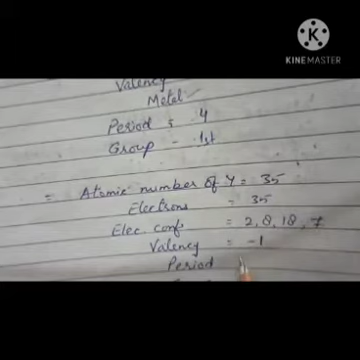 KINEMASTER
Valency
Metal
Period : 4
Group - 1st
= Atomic number of Y = 35
Electrons - 35
Elec. conf = 2, 8, 18, 7
Valency = -1
Period